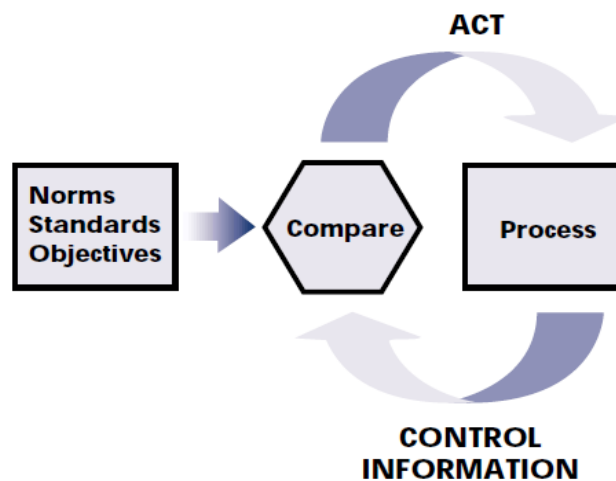 ACT
Norms
Standards
Objectives
Compare
Process
CONTROL
INFORMATION